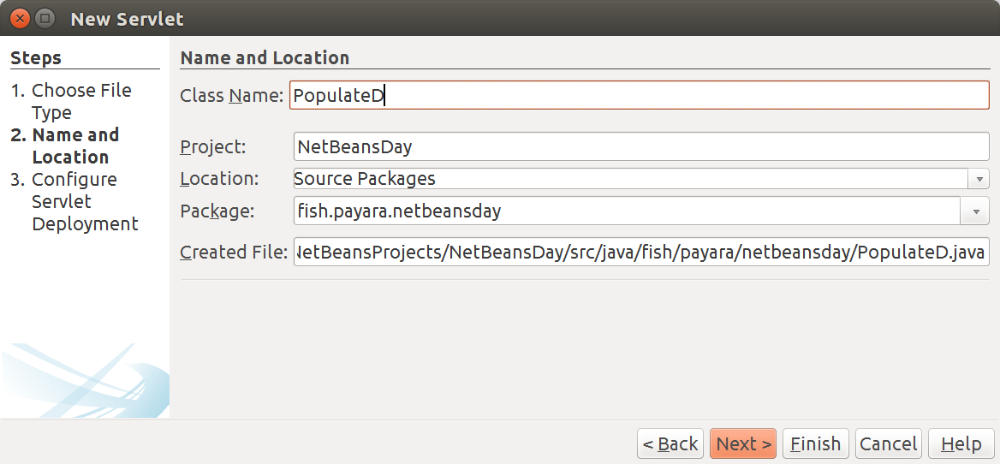 New Servlet
Steps
1. Choose File
Type
2. Name and
Location
3. Configure
Servlet
Deployment
Name and Location
Class Name: PopulateD
Project: NetBeansDay
Location: Source Packages
Package: fish.payara.netbeansday
Created File: NetBeansProjects/NetBeansDay/src/java/fish/payara/netbeansday/PopulateD.java
< Back Next > Finish Cancel Help